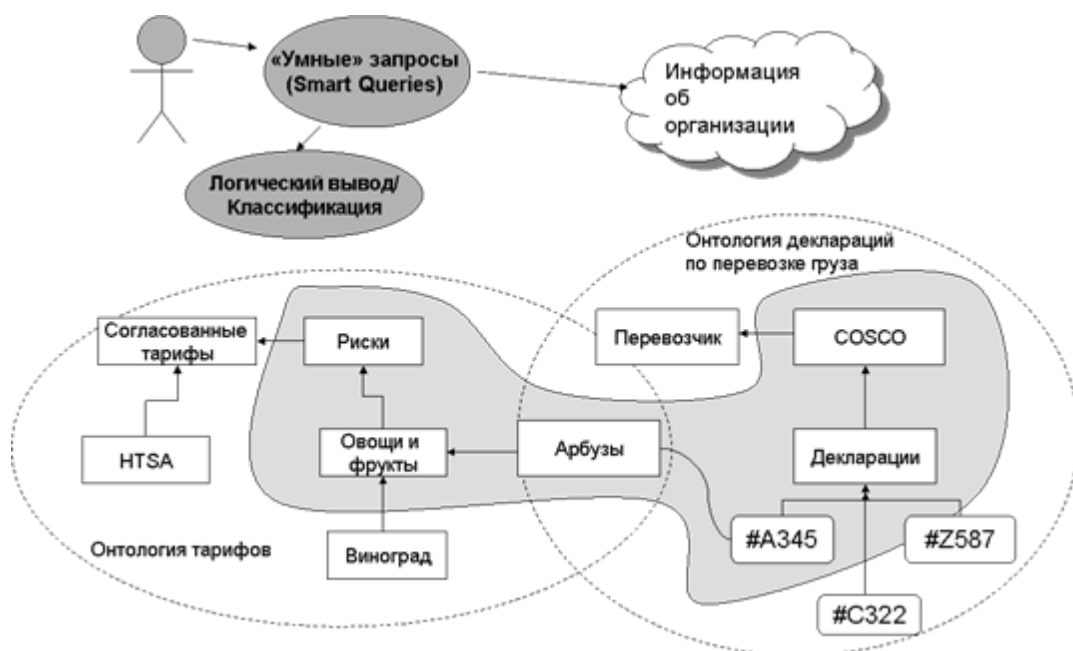 «Умные» запросы
(Smart Queries)
Информация
об
организации
Логический вывод/
Классификация
Онтология деклараций
по перевозке груза
Согласованные
тарифы
Риски
Перевозчик
COSCO
HTSA
Овощи и
фрукты
Арбузы
Декларации
Онтология тарифов
Виноград
#A345
#Z587
#C322